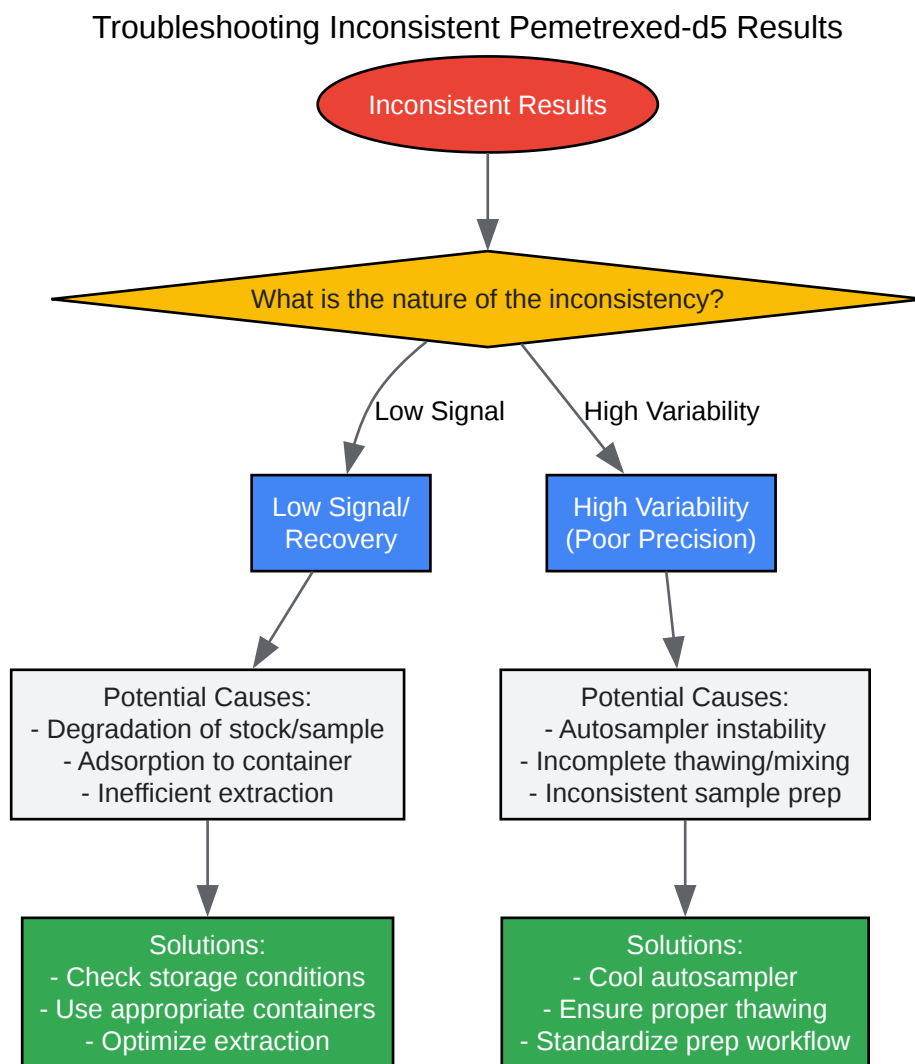 Troubleshooting Inconsistent Pemetrexed-d5 Results
Inconsistent Results
What is the nature of the inconsistency?
Low Signal
High Variability
Low Signal/
Recovery
High Variability
(Poor Precision)
Potential Causes:
- Degradation of stock/sample
- Adsorption to container
- Inefficient extraction
Potential Causes:
- Autosampler instability
- Incomplete thawing/mixing
- Inconsistent sample prep
Solutions:
- Check storage conditions
- Use appropriate containers
- Optimize extraction
Solutions:
- Cool autosampler
- Ensure proper thawing
- Standardize prep workflow